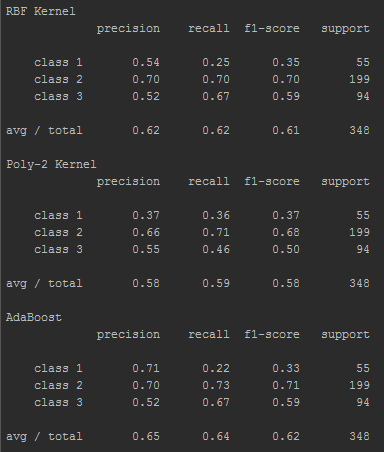 RBF Kernel
precision recall f1-score support
class 1 0.54 0.25 0.35 55
class 2 0.70 0.70 0.70 199
class 3 0.52 0.67 0.59 94
avg / total 0.62 0.62 0.61 348
Poly-2 Kernel
precision recall f1-score support
class 1 0.37 0.36 0.37 55
class 2 0.66 0.71 0.68 199
class 3 0.55 0.46 0.50 94
avg / total 0.58 0.59 0.58 348
AdaBoost
precision recall f1-score support
class 1 0.71 0.22 0.33 55
class 2 0.70 0.73 0.71 199
class 3 0.52 0.67 0.59 94
avg / total 0.65 0.64 0.62 348